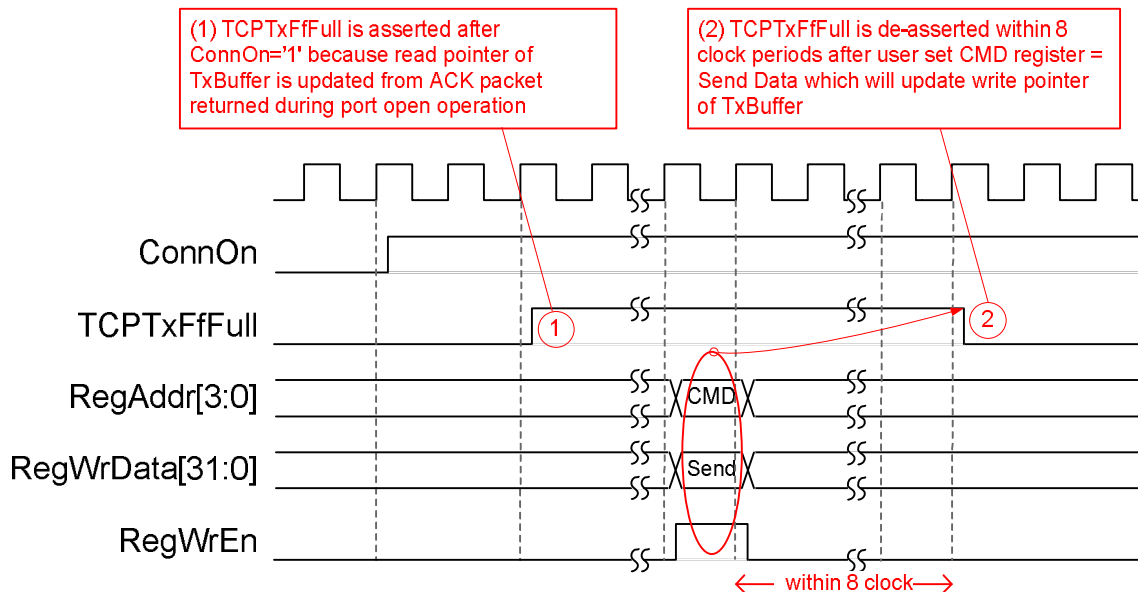 (1) TCPTxFfFull is asserted after
ConnOn='1' because read pointer of
TxBuffer is updated from ACK packet
returned during port open operation
(2) TCPTxFfFull is de-asserted within 8
clock periods after user set CMD register =
Send Data which will update write pointer
of TxBuffer
ConnOn
TCPTxFfFull
1
2
RegAddr[3:0]
CMD
RegWrData[31:0]
Send
RegWrEn
within 8 clock